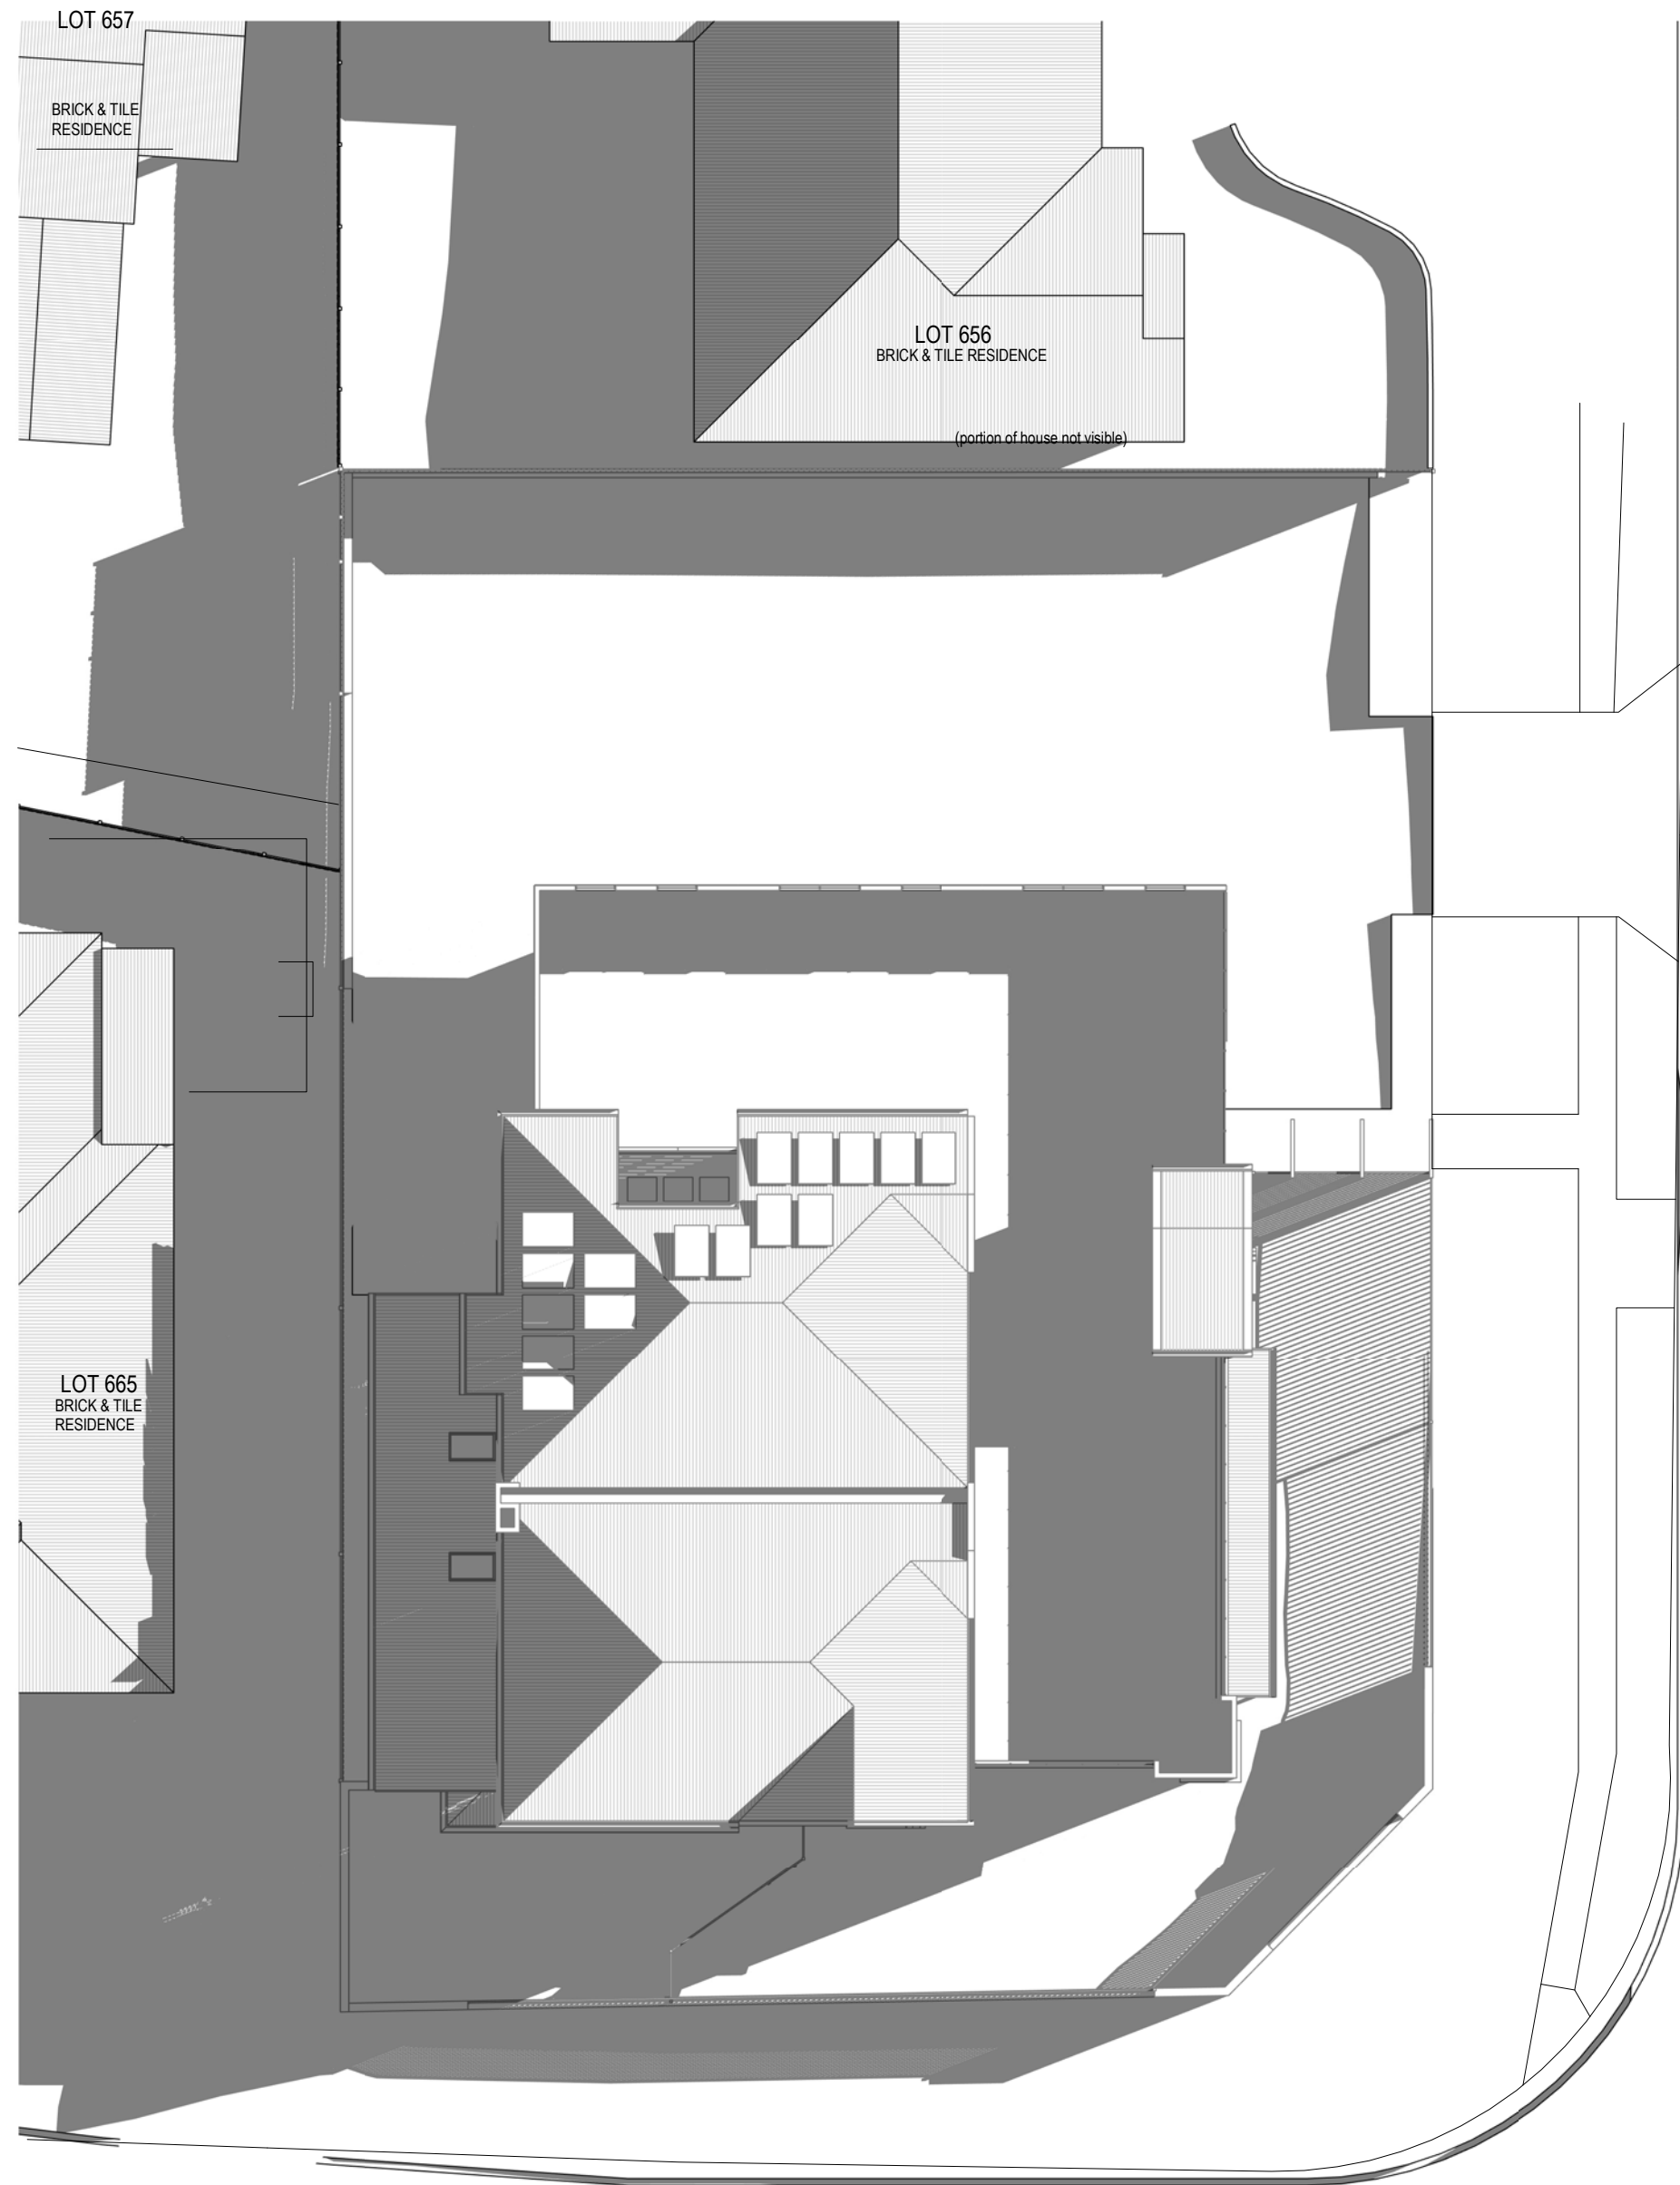 LOT 657
BRICK & TILE
RESIDENCE
LOT 656
BRICK & TILE RESIDENCE
(portion of house not visible)
LOT 665
BRICK & TILE
RESIDENCE